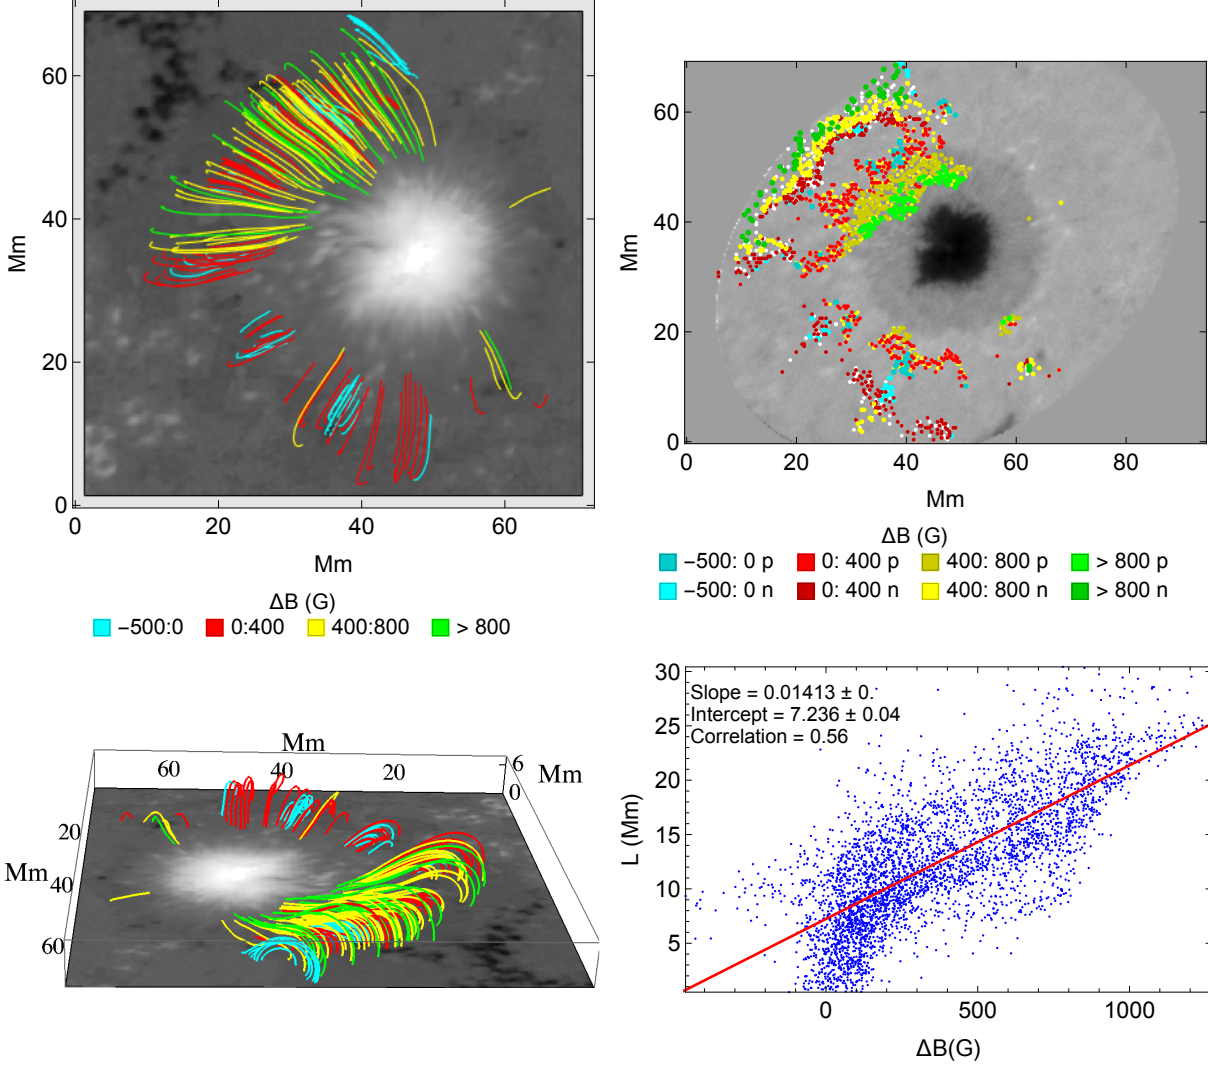 60
40
20
0
Mm
0
20
40
60
Mm
ΔB (G)
−500:0
0:400
400:800
> 800
60
40
20
0
Mm
0
20
40
60
80
Mm
ΔB (G)
−500: 0 p
0: 400 p
400: 800 p
> 800 p
−500: 0 n
0: 400 n
400: 800 n
> 800 n
Mm
60
40
20
6
0
Mm
20
40
60
Mm
30
25
20
15
10
5
L (Mm)
Slope = 0.01413 ± 0.
Intercept = 7.236 ± 0.04
Correlation = 0.56
0
500
1000
ΔB(G)